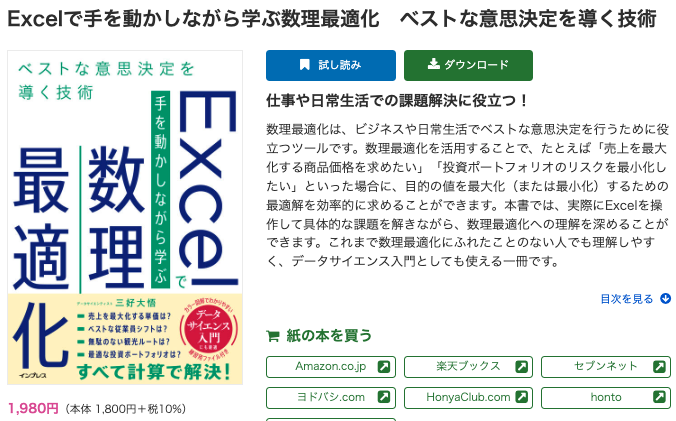 Excelで手を動かしながら学ぶ数理最適化　ベストな意思決定を導く技術
ベストな意思決定を
導く技術
Excelで
手を動かしながら学ぶ
数理
最適化
データサイエンティスト 三好大悟
売上を最大化する単価は?
ベストな従業員シフトは?
無駄のない観光ルートは?
最適な投資ポートフォリオは?
すべて計算で解決!
カラー図解でわかりやすい
データ
サイエンス
入門
にも最適
練習用ファイル付き
インプレス
1,980円（本体 1,800円＋税10%）
試し読み
ダウンロード
仕事や日常生活での課題解決に役立つ！
数理最適化は、ビジネスや日常生活でベストな意思決定を行うために役
立つツールです。数理最適化を活用することで、たとえば「売上を最大
化する商品価格を求めたい」「投資ポートフォリオのリスクを最小化し
たい」といった場合に、目的の値を最大化（または最小化）するための
最適解を効率的に求めることができます。本書では、実際にExcelを操
作して具体的な課題を解きながら、数理最適化への理解を深めることが
できます。これまで数理最適化にふれたことのない人でも理解しやす
く、データサイエンス入門としても使える一冊です。
目次を見る
紙の本を買う
Amazon.co.jp
楽天ブックス
セブンネット
ヨドバシ.com
HonyaClub.com
honto